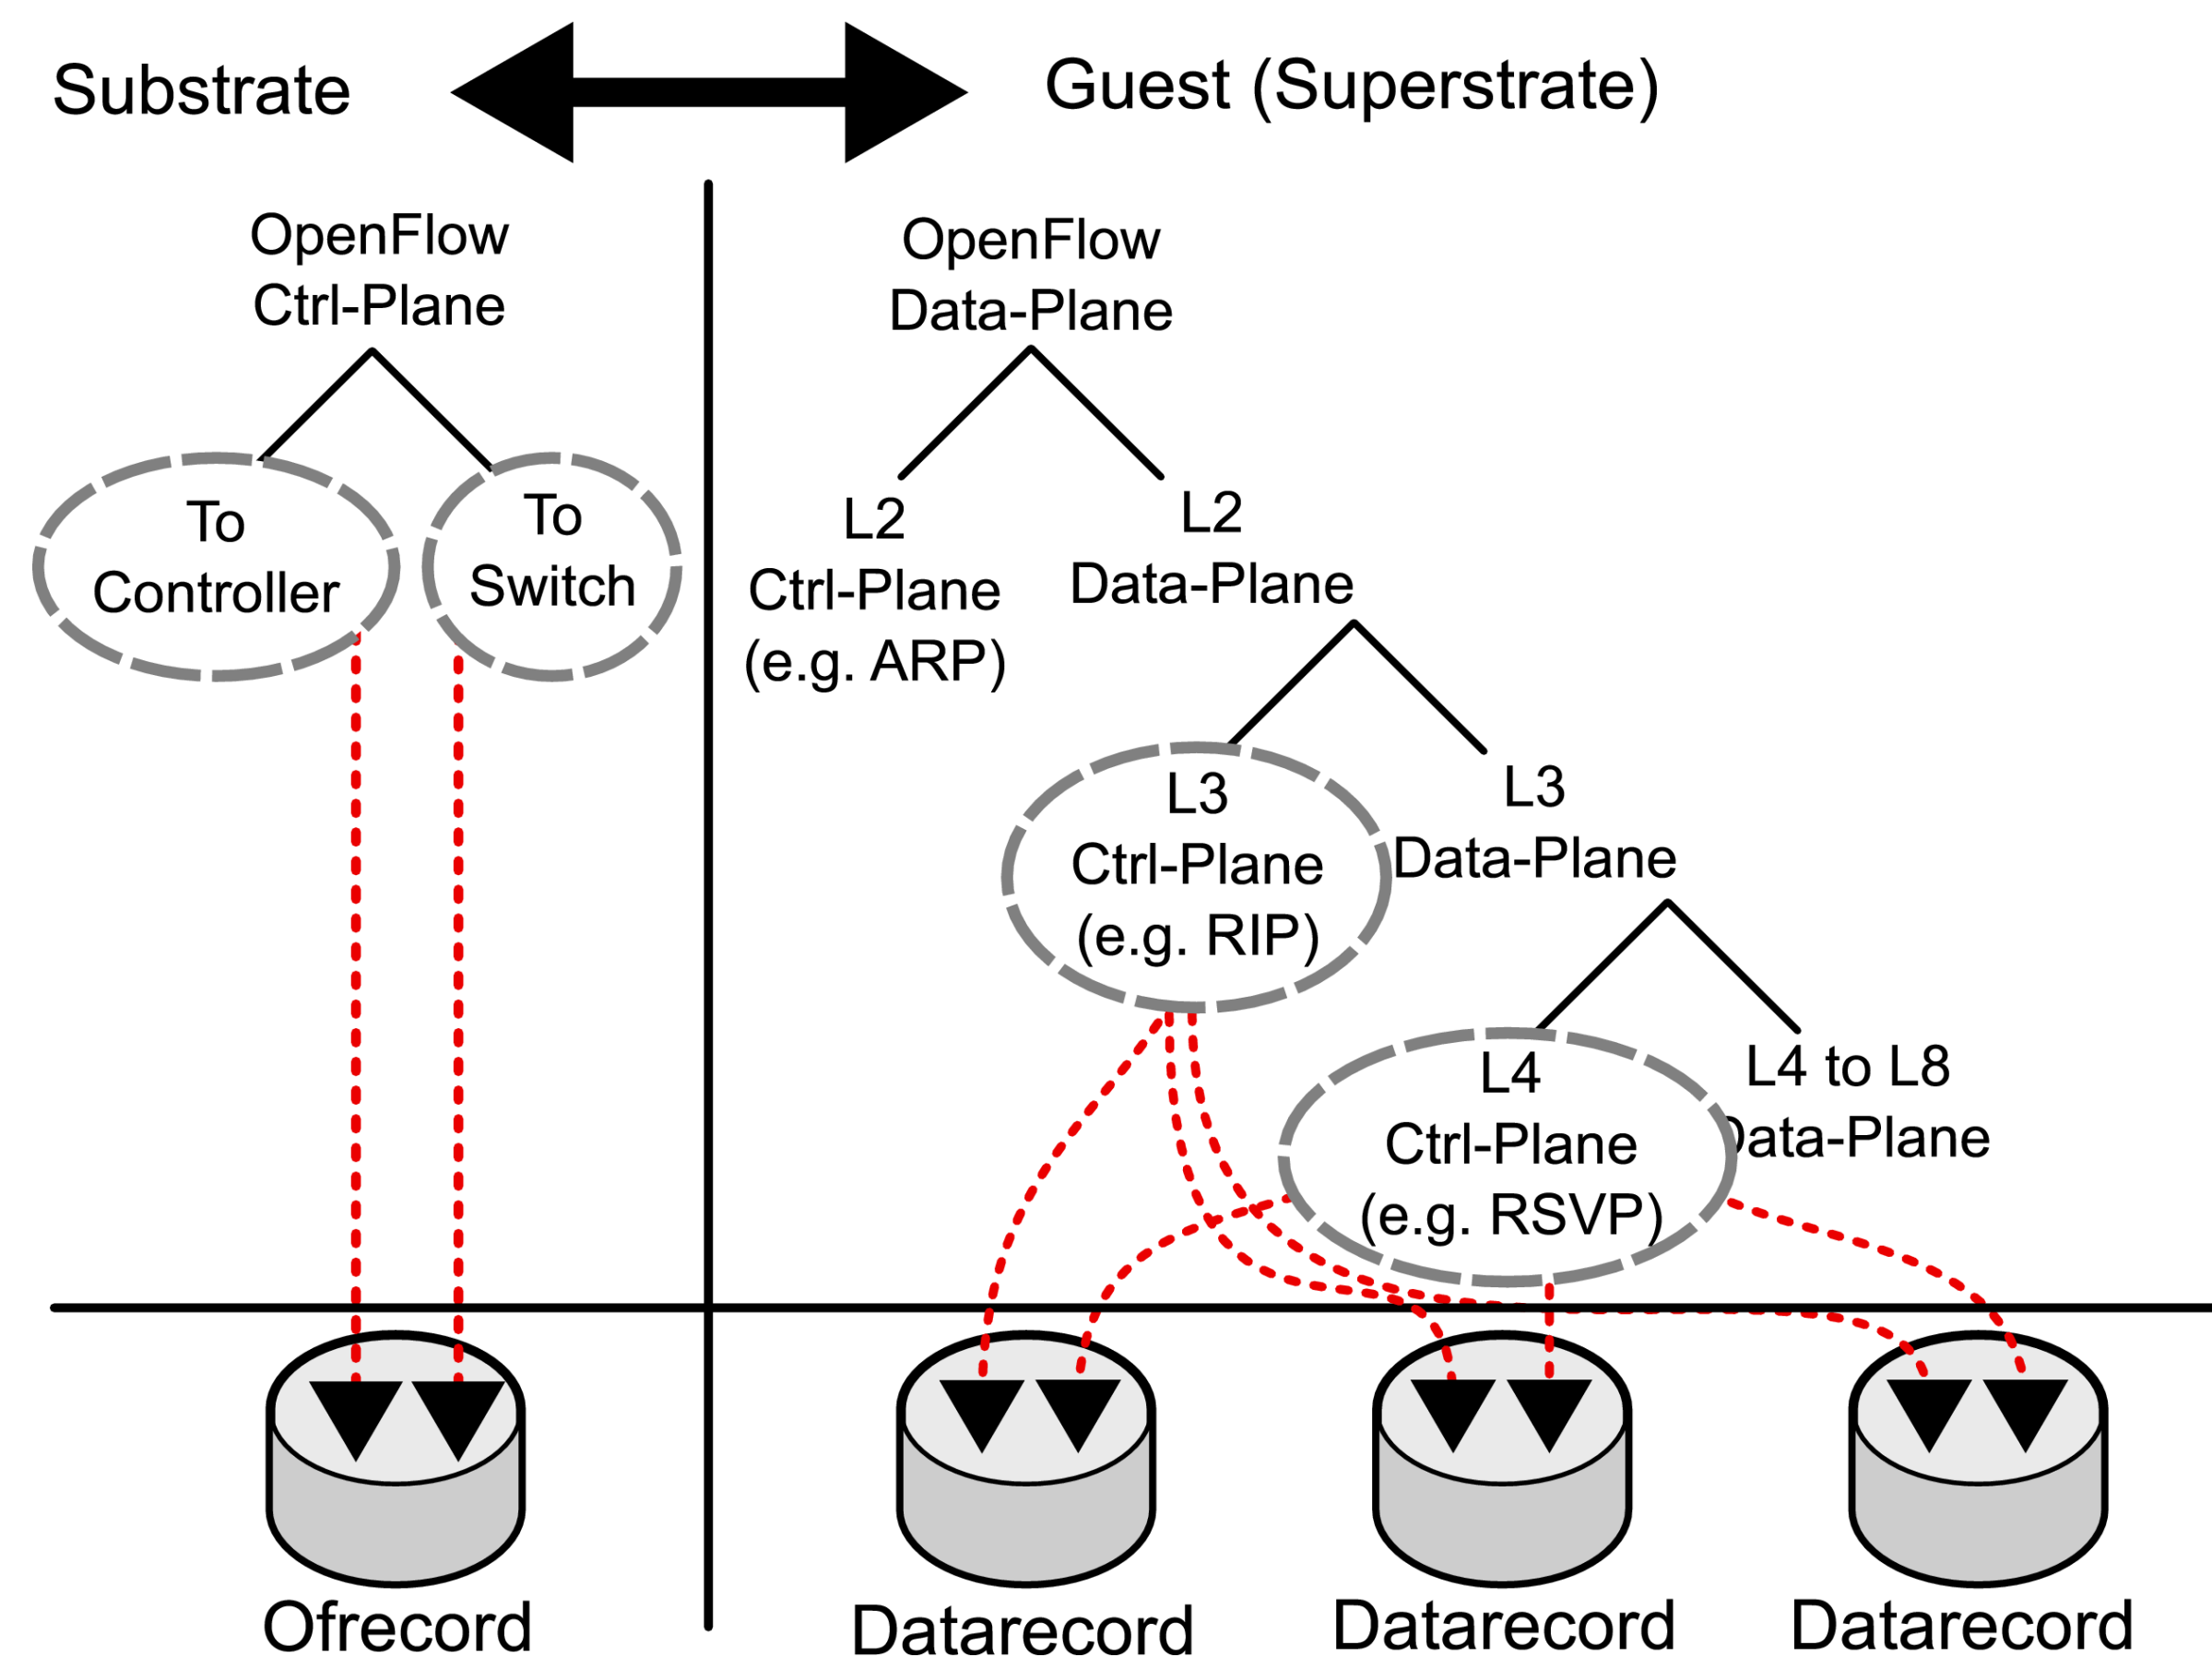 Substrate
Guest (Superstrate)
OpenFlow
Ctrl-Plane
OpenFlow
Data-Plane
To
Controller
To
Switch
L2
Ctrl-Plane
(e.g. ARP)
L2
Data-Plane
L3
Ctrl-Plane
(e.g. RIP)
L3
Data-Plane
L4
Ctrl-Plane
(e.g. RSVP)
L4 to L8
Data-Plane
Ofrecord
Datarecord
Datarecord
Datarecord